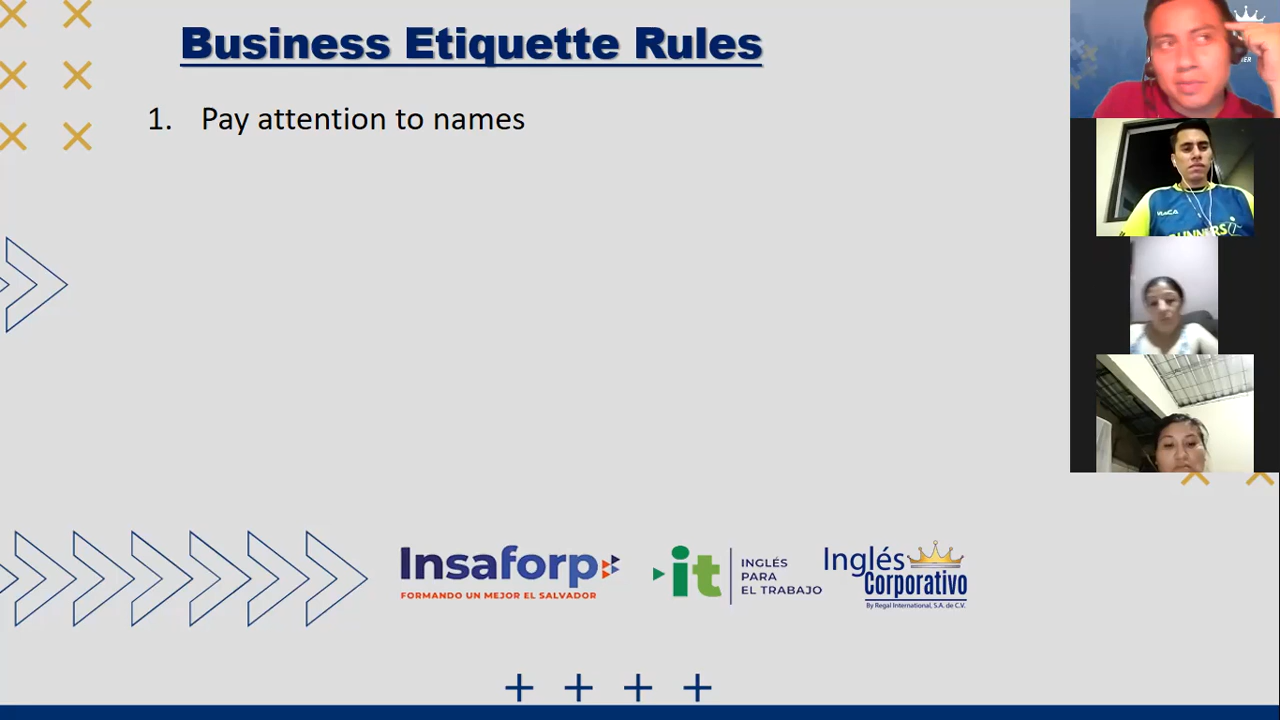 Business Etiquette Rules
1. Pay attention to names
Insaforp
FORMANDO UN MEJOR EL SALVADOR
it
INGLÉS
PARA
EL TRABAJO
Inglés
Corporativo
By Regal International, S.A. de C.V.